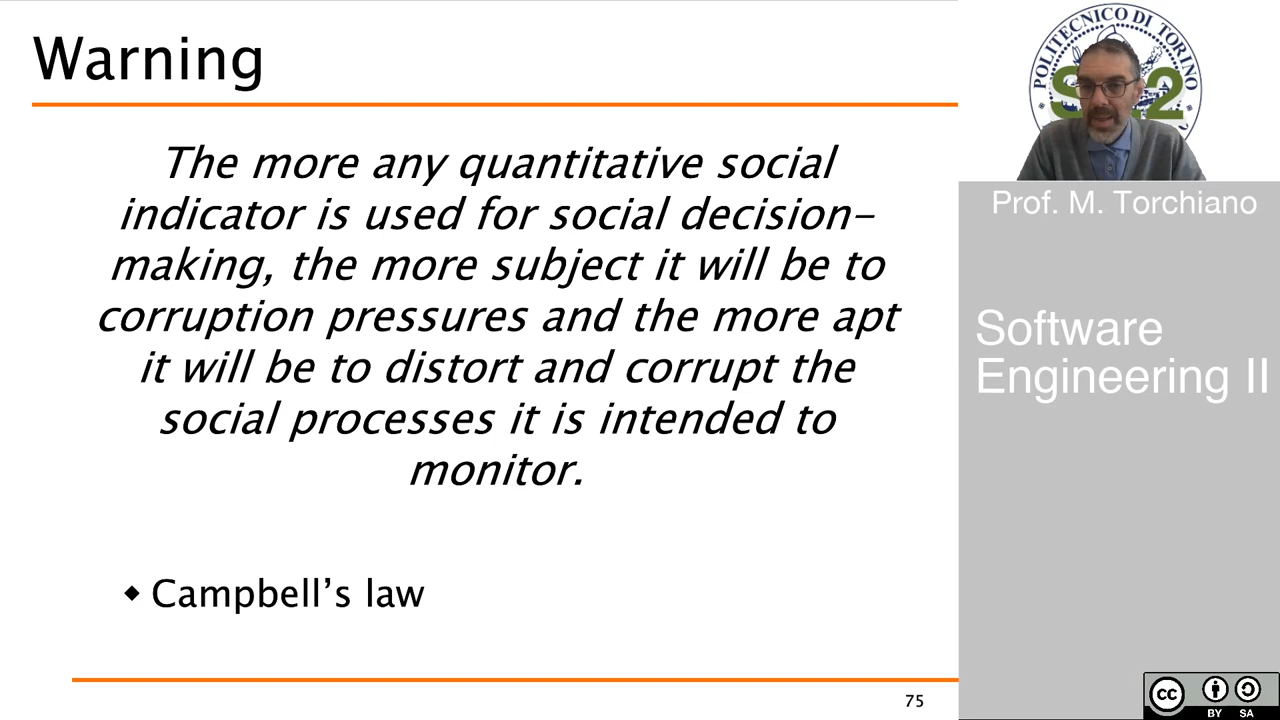 Warning
The more any quantitative social
indicator is used for social decision-
making, the more subject it will be to
corruption pressures and the more apt
it will be to distort and corrupt the
social processes it is intended to
monitor.
◆ Campbell’s law
75
POLITECNICO DI TORINO
Prof. M. Torchiano
Software
Engineering II
cc
BY SA